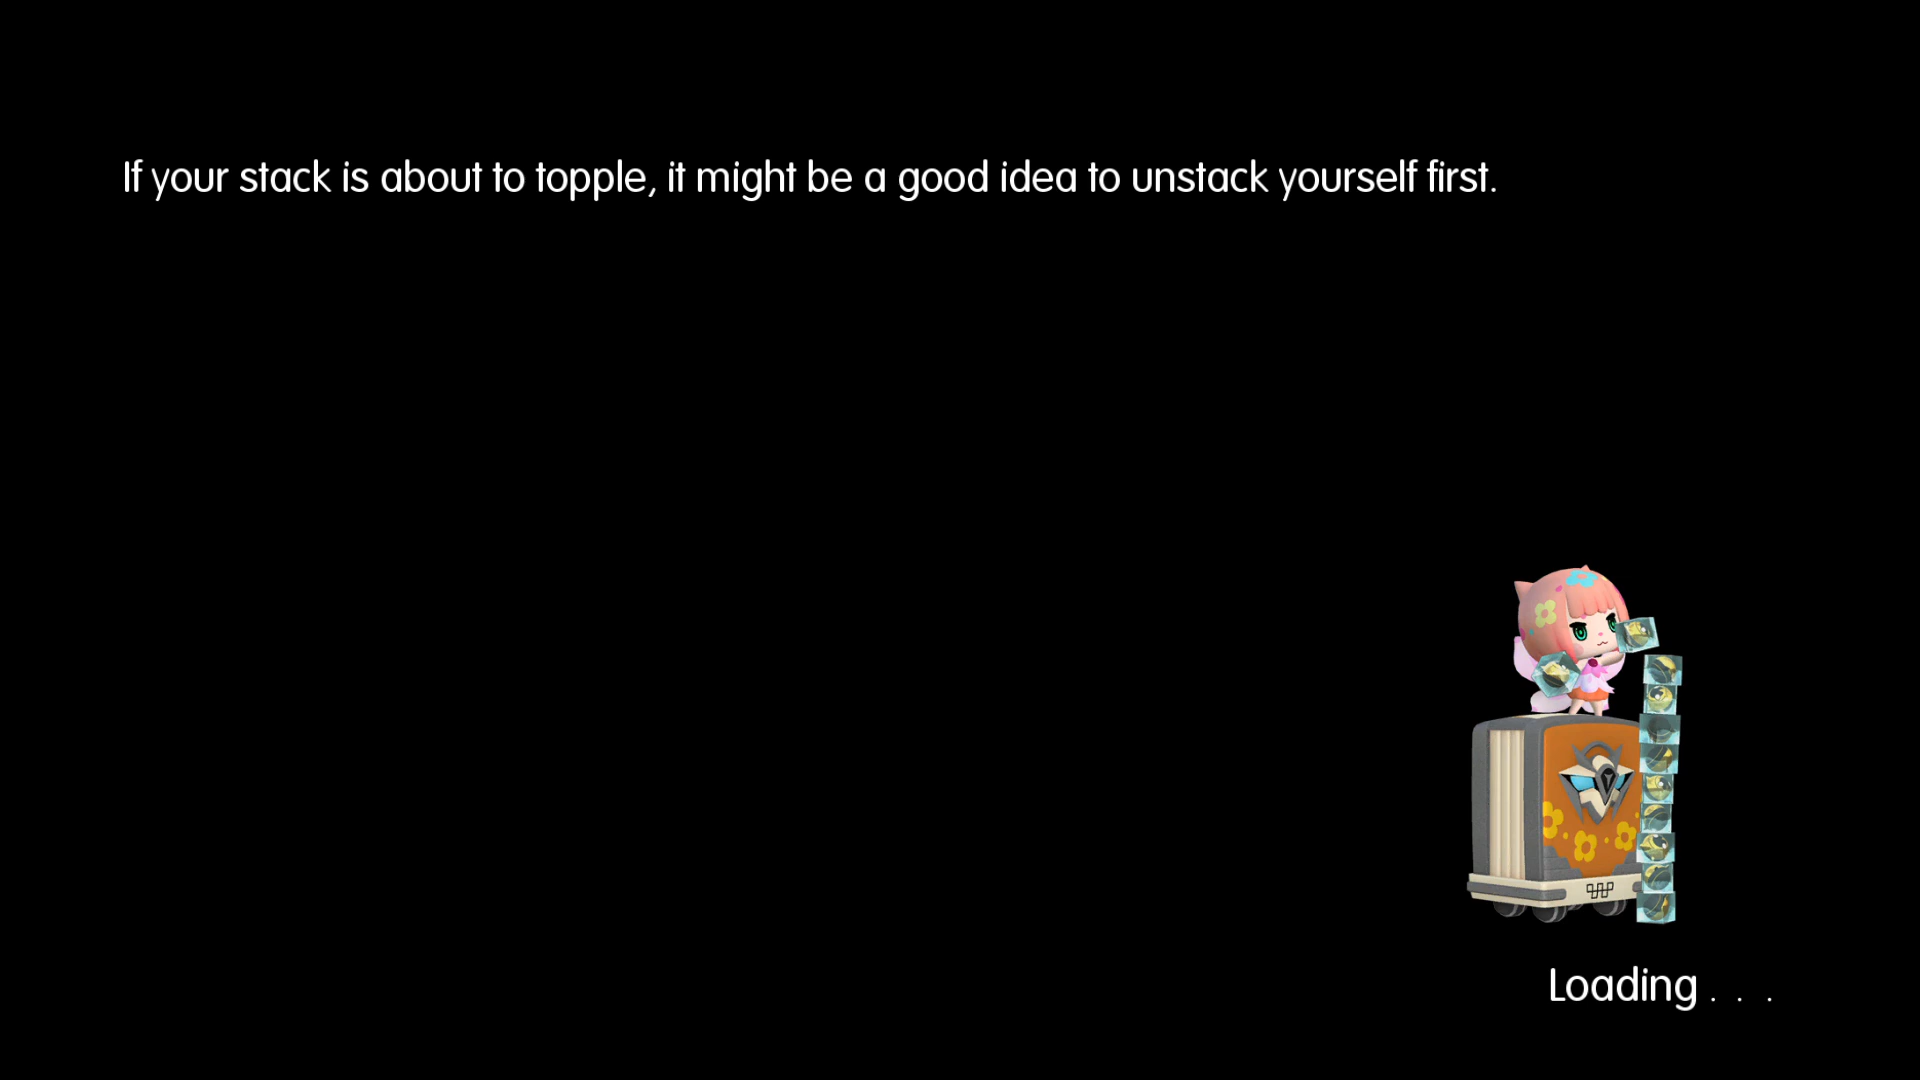 If your stack is about to topple, it might be a good idea to unstack yourself first.
Loading . . .